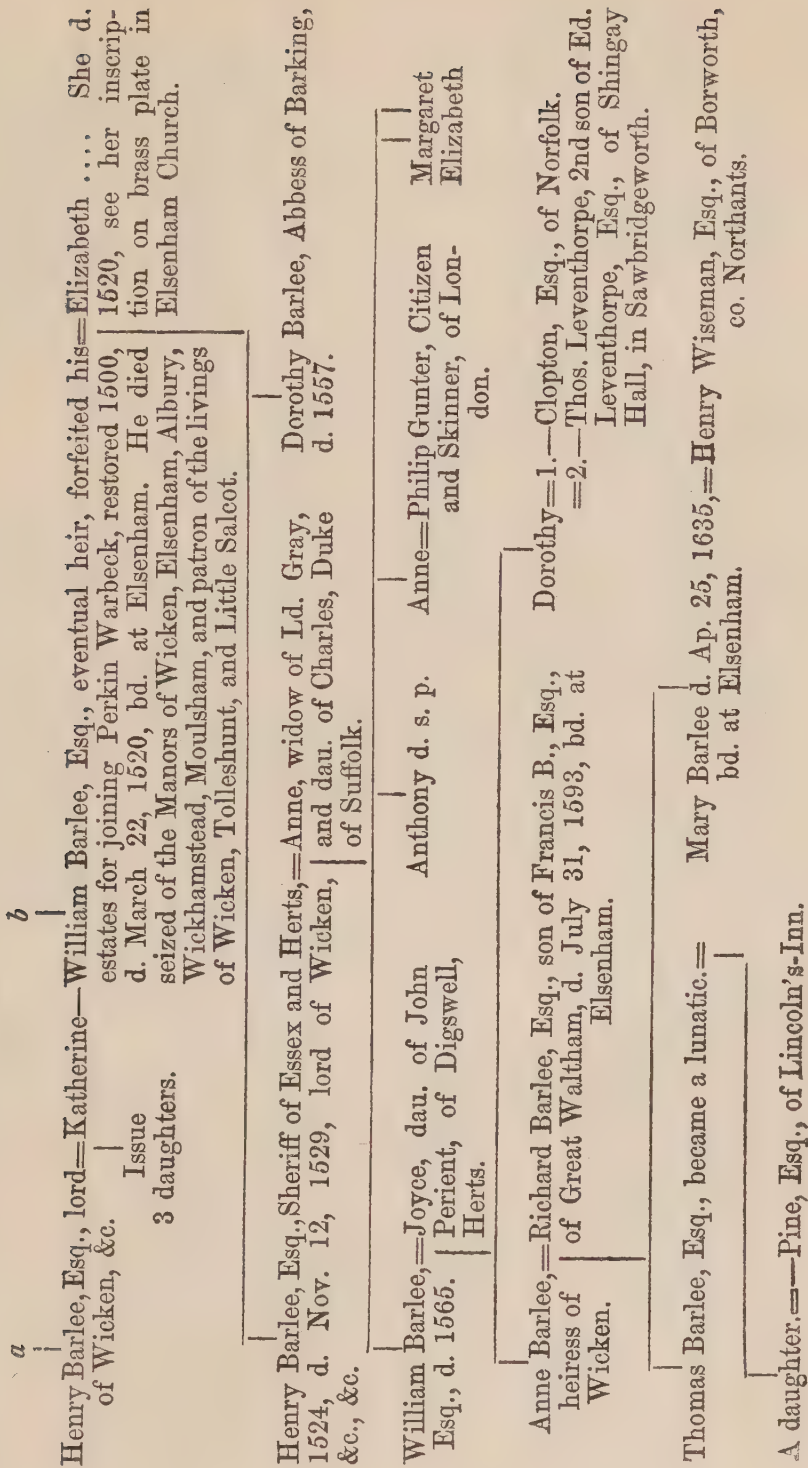 a
b
Henry Barlee, Esq., lord=Katherine—William Barlee, Esq., eventual heir, forfeited his=Elizabeth .... She d.
of Wicken, &c.
estates for joining Perkin Warbeck, restored 1500,
1520, see her inscrip-
d. March 22, 1520, bd. at Elsenham. He died
tion on brass plate in
Issue
seized of the Manors of Wicken, Elsenham, Albury,
Elsenham Church.
3 daughters.
Wickhamstead, Moulsham, and patron of the livings
of Wicken, Tolleshunt, and Little Salcot.
Henry Barlee, Esq., Sheriff of Essex and Herts,=Anne, widow of Ld. Gray,
1524, d. Nov. 12, 1529, lord of Wicken,
and dau. of Charles, Duke
&c., &c.
of Suffolk.
Dorothy Barlee, Abbess of Barking,
d. 1557.
William Barlee,=Joyce, dau. of John
Esq., d. 1565.
Perient, of Digswell,
Herts.
Anthony d. s. p.
Anne=Philip Gunter, Citizen
and Skinner, of Lon-
don.
Margaret
Elizabeth
Anne Barlee,=Richard Barlee, Esq., son of Francis B., Esq.,
heiress of
of Great Waltham, d. July 31, 1593, bd. at
Wicken.
Elsenham.
Dorothy=1.—Clopton, Esq., of Norfolk.
=2.—Thos. Leventhorpe, 2nd son of Ed.
Leventhorpe, Esq., of Shingay
Hall, in Sawbridgeworth.
Thomas Barlee, Esq., became a lunatic.=
Mary Barlee d. Ap. 25, 1635,=Henry Wiseman, Esq., of Borworth,
bd. at Elsenham.
co. Northants.
A daughter.=—Pine, Esq., of Lincoln's-Inn.